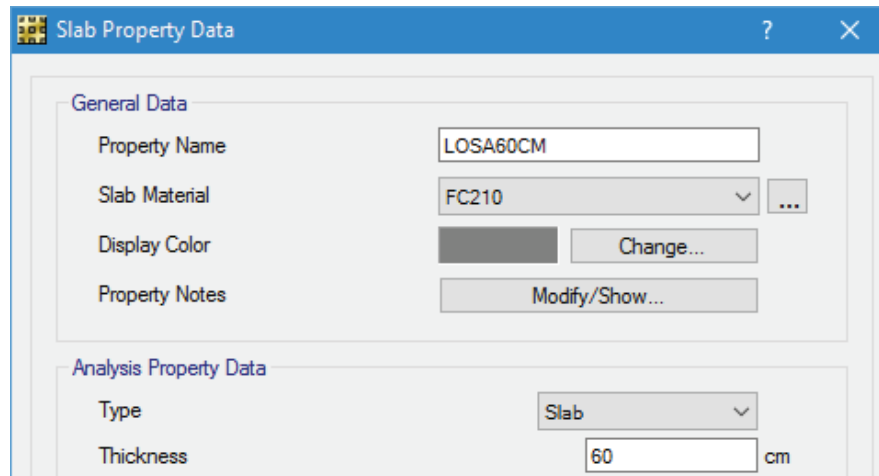 Slab Property Data ? ×
General Data
Property Name LOSA60CM
Slab Material FC210 ...
Display Color Change...
Property Notes Modify/Show...
Analysis Property Data
Type Slab
Thickness 60 cm